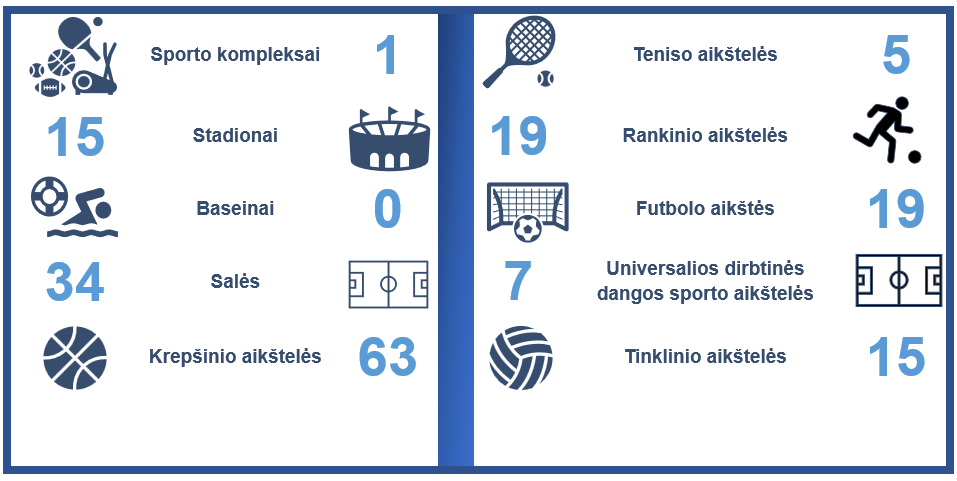 Sporto kompleksai 1
15 Stadionai
Baseinai 0
34 Salės
Krepšinio aikštelės 63
Teniso aikštelės 5
19 Rankinio aikštelės
Futbolo aikštės 19
7 Universalios dirbtinės
dangos sporto aikštelės
Tinklinio aikštelės 15